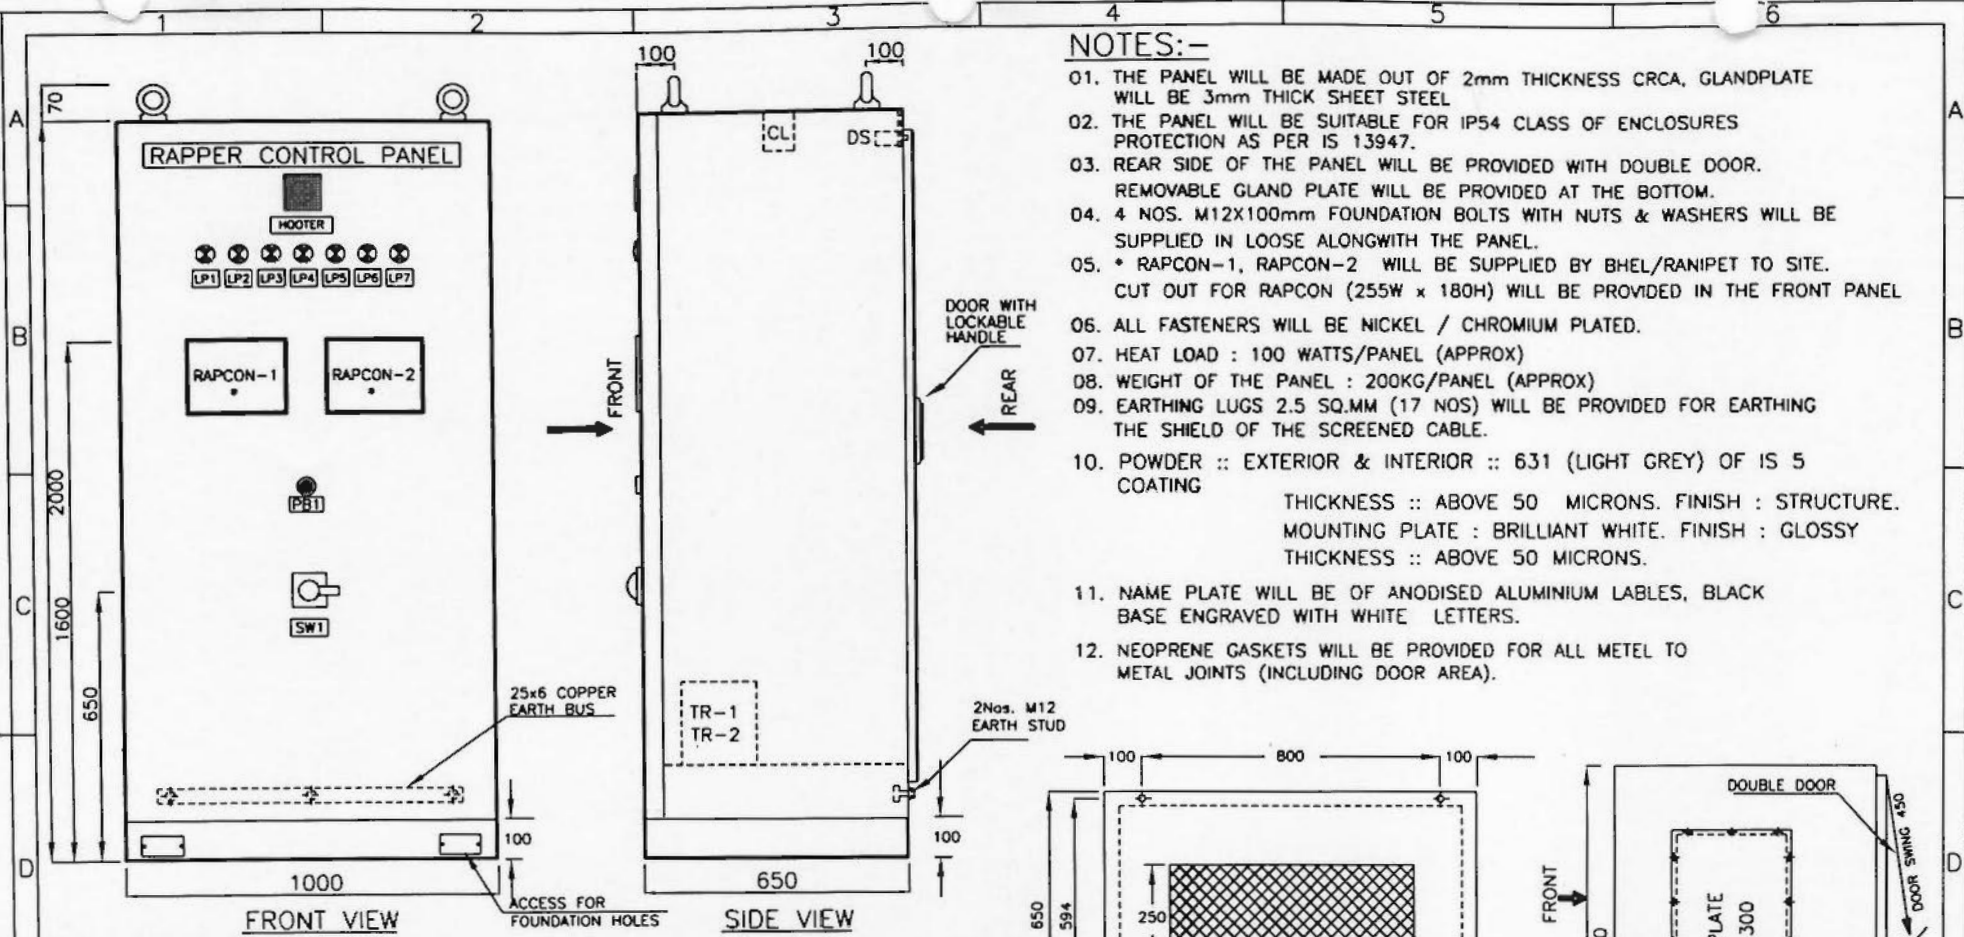 1 2 3 4 5 6
A
B
C
D
A
B
C
D
70
2000
1600
650
RAPPER CONTROL PANEL
HOOTER
LP1 LP2 LP3 LP4 LP5 LP6 LP7
RAPCON-1
*
RAPCON-2
*
PB1
SW1
25x6 COPPER
EARTH BUS
100
1000
ACCESS FOR
FOUNDATION HOLES
FRONT VIEW
100
100
CL
DS
FRONT
REAR
DOOR WITH
LOCKABLE
HANDLE
TR-1
TR-2
2Nos. M12
EARTH STUD
100
650
SIDE VIEW
NOTES:-
01. THE PANEL WILL BE MADE OUT OF 2mm THICKNESS CRCA, GLANDPLATE
WILL BE 3mm THICK SHEET STEEL
02. THE PANEL WILL BE SUITABLE FOR IP54 CLASS OF ENCLOSURES
PROTECTION AS PER IS 13947.
03. REAR SIDE OF THE PANEL WILL BE PROVIDED WITH DOUBLE DOOR.
REMOVABLE GLAND PLATE WILL BE PROVIDED AT THE BOTTOM.
04. 4 NOS. M12X100mm FOUNDATION BOLTS WITH NUTS & WASHERS WILL BE
SUPPLIED IN LOOSE ALONGWITH THE PANEL.
05. * RAPCON-1, RAPCON-2 WILL BE SUPPLIED BY BHEL/RANIPET TO SITE.
CUT OUT FOR RAPCON (255W x 180H) WILL BE PROVIDED IN THE FRONT PANEL
06. ALL FASTENERS WILL BE NICKEL / CHROMIUM PLATED.
07. HEAT LOAD : 100 WATTS/PANEL (APPROX)
08. WEIGHT OF THE PANEL : 200KG/PANEL (APPROX)
09. EARTHING LUGS 2.5 SQ.MM (17 NOS) WILL BE PROVIDED FOR EARTHING
THE SHIELD OF THE SCREENED CABLE.
10. POWDER :: EXTERIOR & INTERIOR :: 631 (LIGHT GREY) OF IS 5
COATING
THICKNESS :: ABOVE 50 MICRONS. FINISH : STRUCTURE.
MOUNTING PLATE : BRILLIANT WHITE. FINISH : GLOSSY
THICKNESS :: ABOVE 50 MICRONS.
11. NAME PLATE WILL BE OF ANODISED ALUMINIUM LABLES, BLACK
BASE ENGRAVED WITH WHITE LETTERS.
12. NEOPRENE GASKETS WILL BE PROVIDED FOR ALL METEL TO
METAL JOINTS (INCLUDING DOOR AREA).
100 800 100
650
594
250
DOUBLE DOOR
DOOR SWING 450
FRONT
PLATE
300